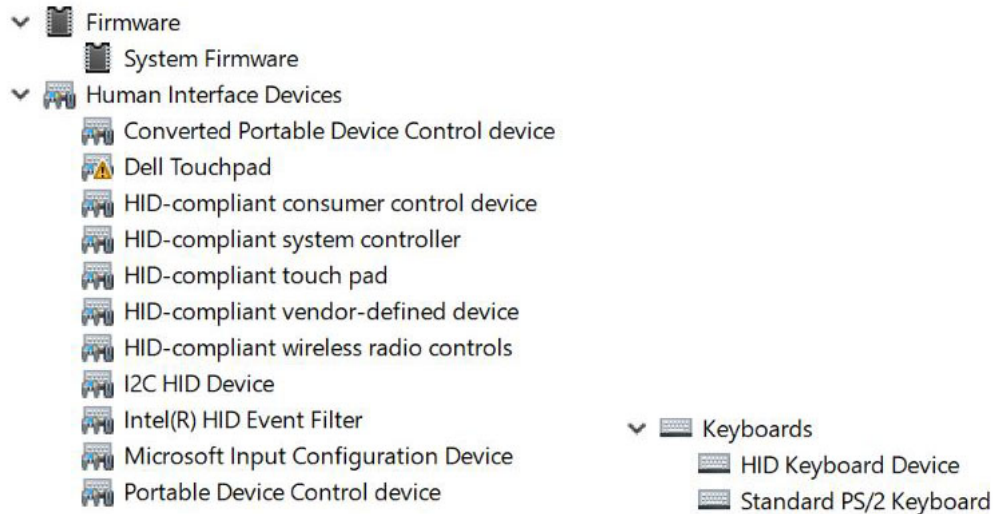 Firmware
System Firmware
Human Interface Devices
Converted Portable Device Control device
Dell Touchpad
HID-compliant consumer control device
HID-compliant system controller
HID-compliant touch pad
HID-compliant vendor-defined device
HID-compliant wireless radio controls
I2C HID Device
Intel(R) HID Event Filter
Microsoft Input Configuration Device
Portable Device Control device
Keyboards
HID Keyboard Device
Standard PS/2 Keyboard